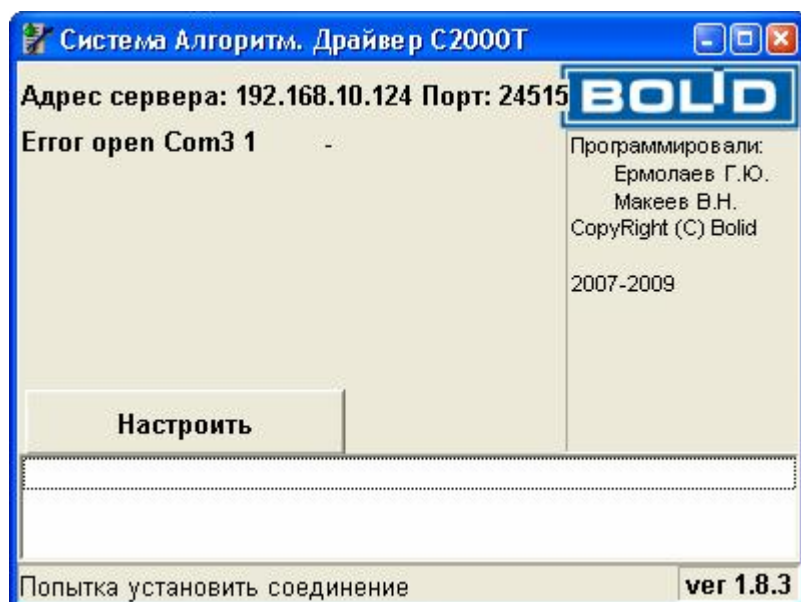 Система Алгоритм. Драйвер С2000Т
Адрес сервера: 192.168.10.124 Порт: 24515
BOLID
Error open Com3 1 -
Программировали:
Ермолаев Г.Ю.
Макеев В.Н.
CopyRight (C) Bolid
2007-2009
Настроить
Попытка установить соединение
ver 1.8.3